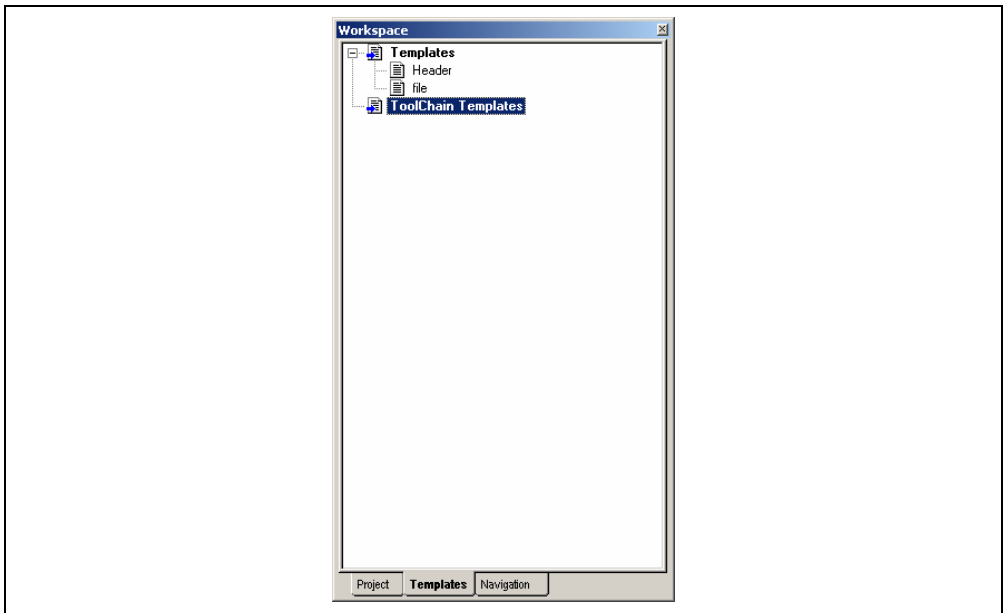 Workspace
Templates
Header
file
ToolChain Templates
Project Templates Navigation